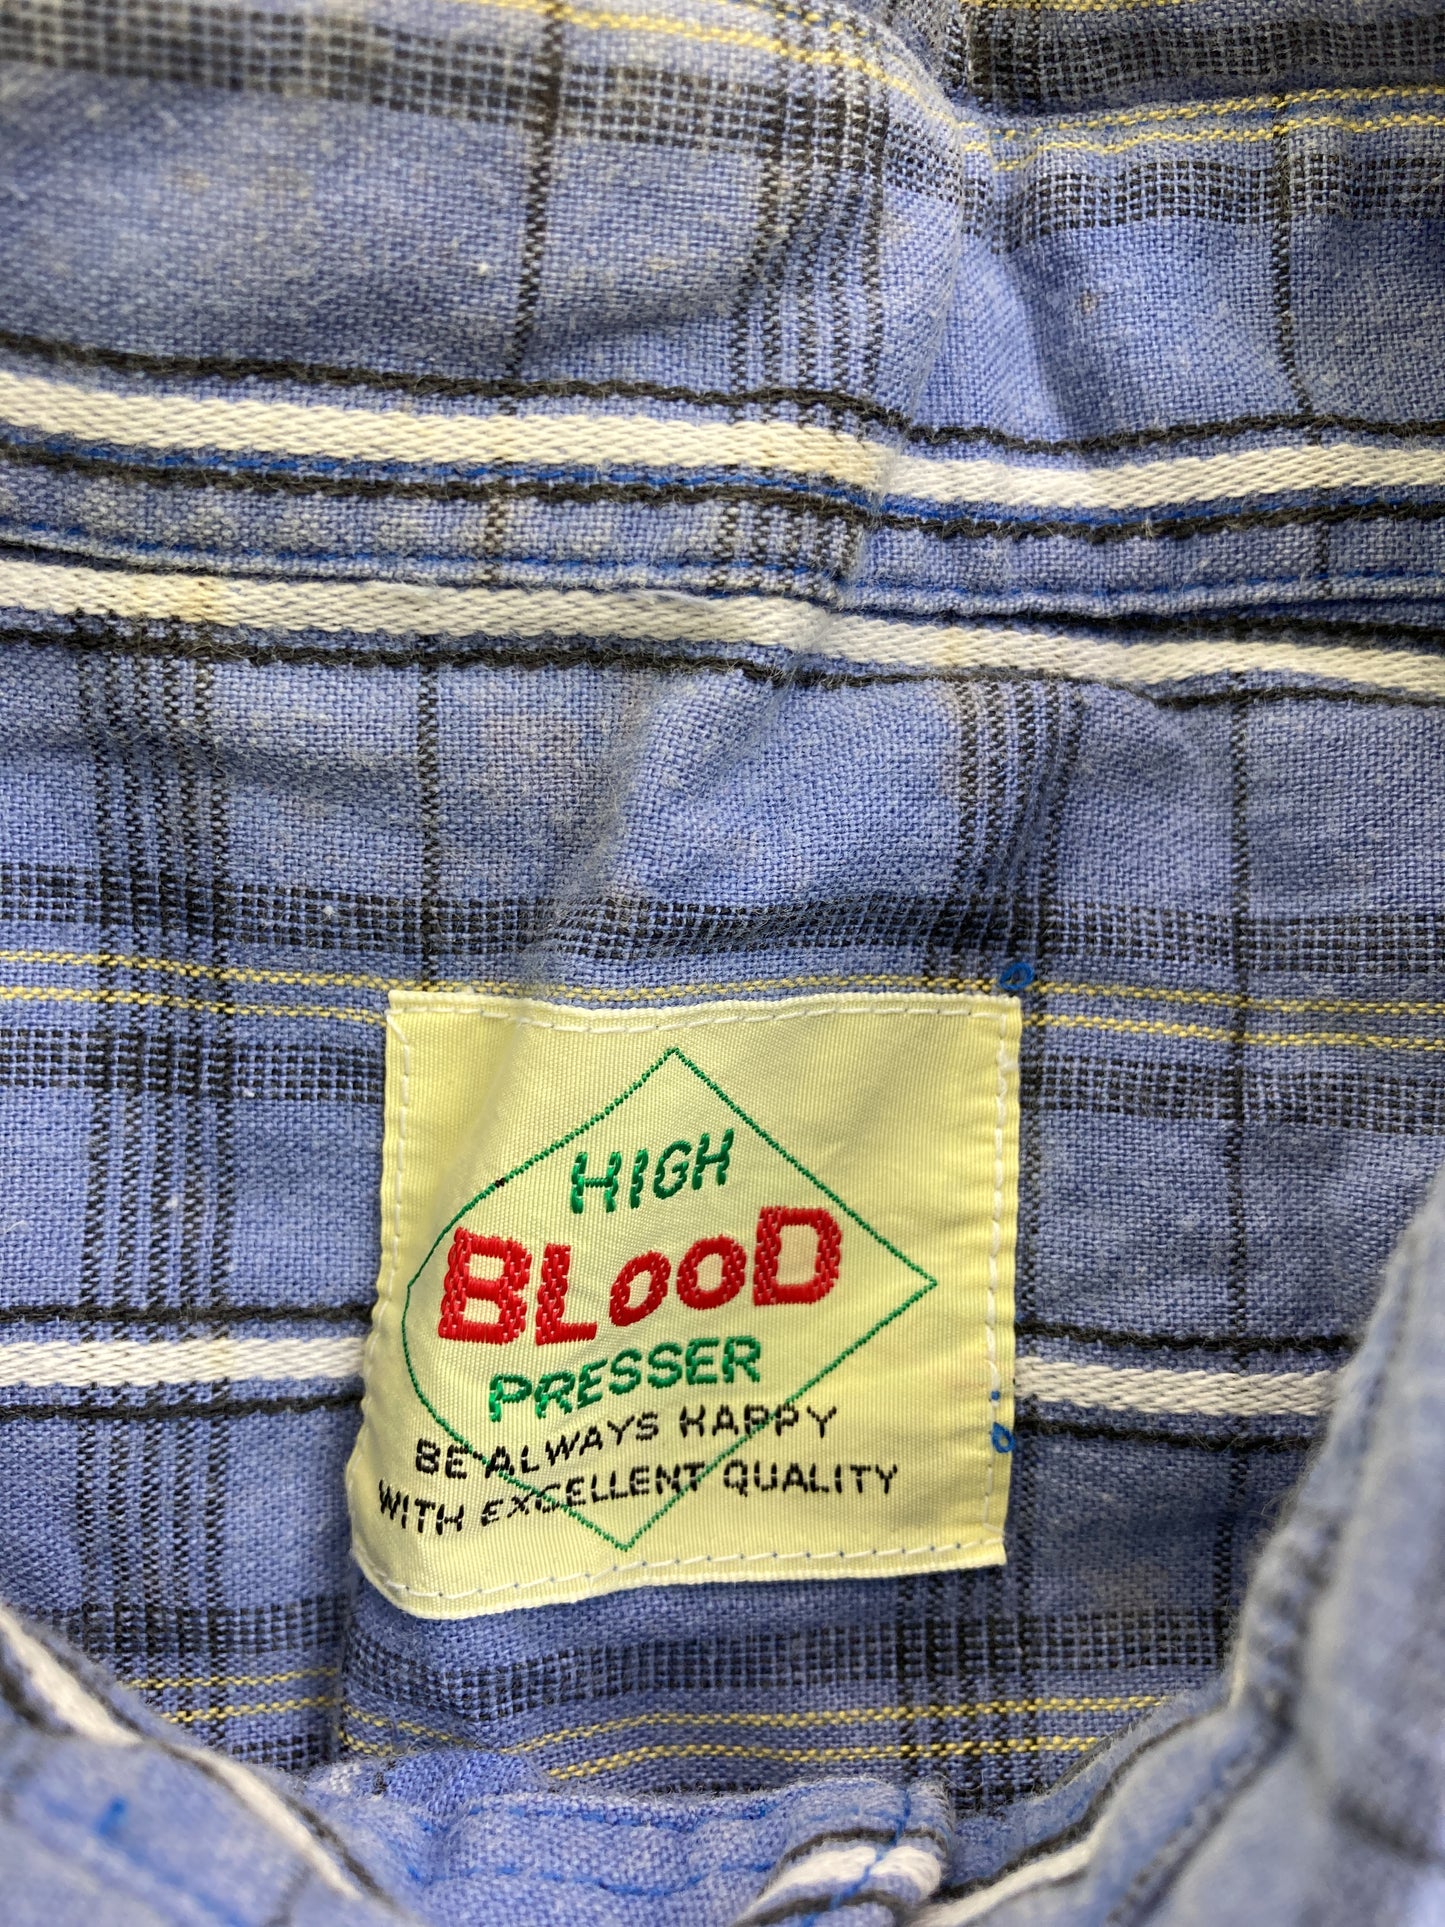 HIGH
BLooD
PRESSER
BE ALWAYS HAPPY
WITH EXCELLENT QUALITY